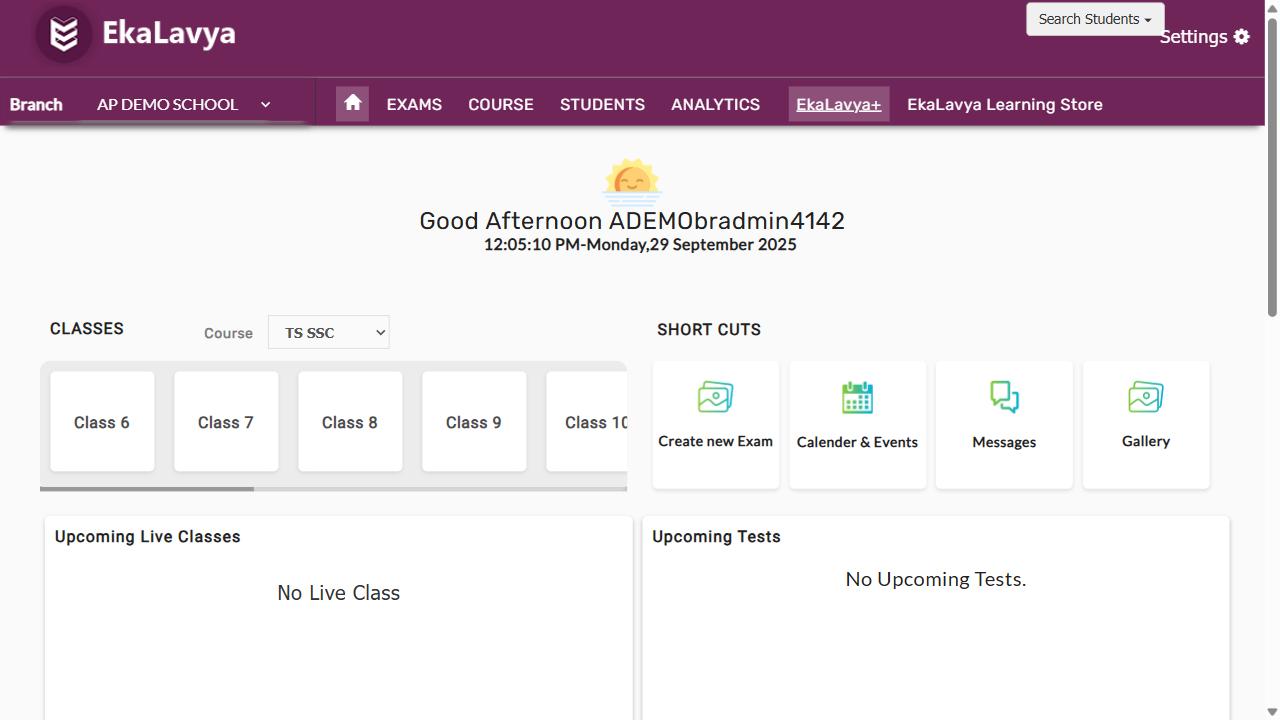 EkaLavya
Search Students
Settings
Branch
AP DEMO SCHOOL
EXAMS
COURSE
STUDENTS
ANALYTICS
EkaLavya+
EkaLavya Learning Store
Good Afternoon ADEMObradmin4142
12:05:10 PM-Monday,29 September 2025
CLASSES
Course
TS SSC
Class 6
Class 7
Class 8
Class 9
Class 10
SHORT CUTS
Create new Exam
Calender & Events
Messages
Gallery
Upcoming Live Classes
No Live Class
Upcoming Tests
No Upcoming Tests.